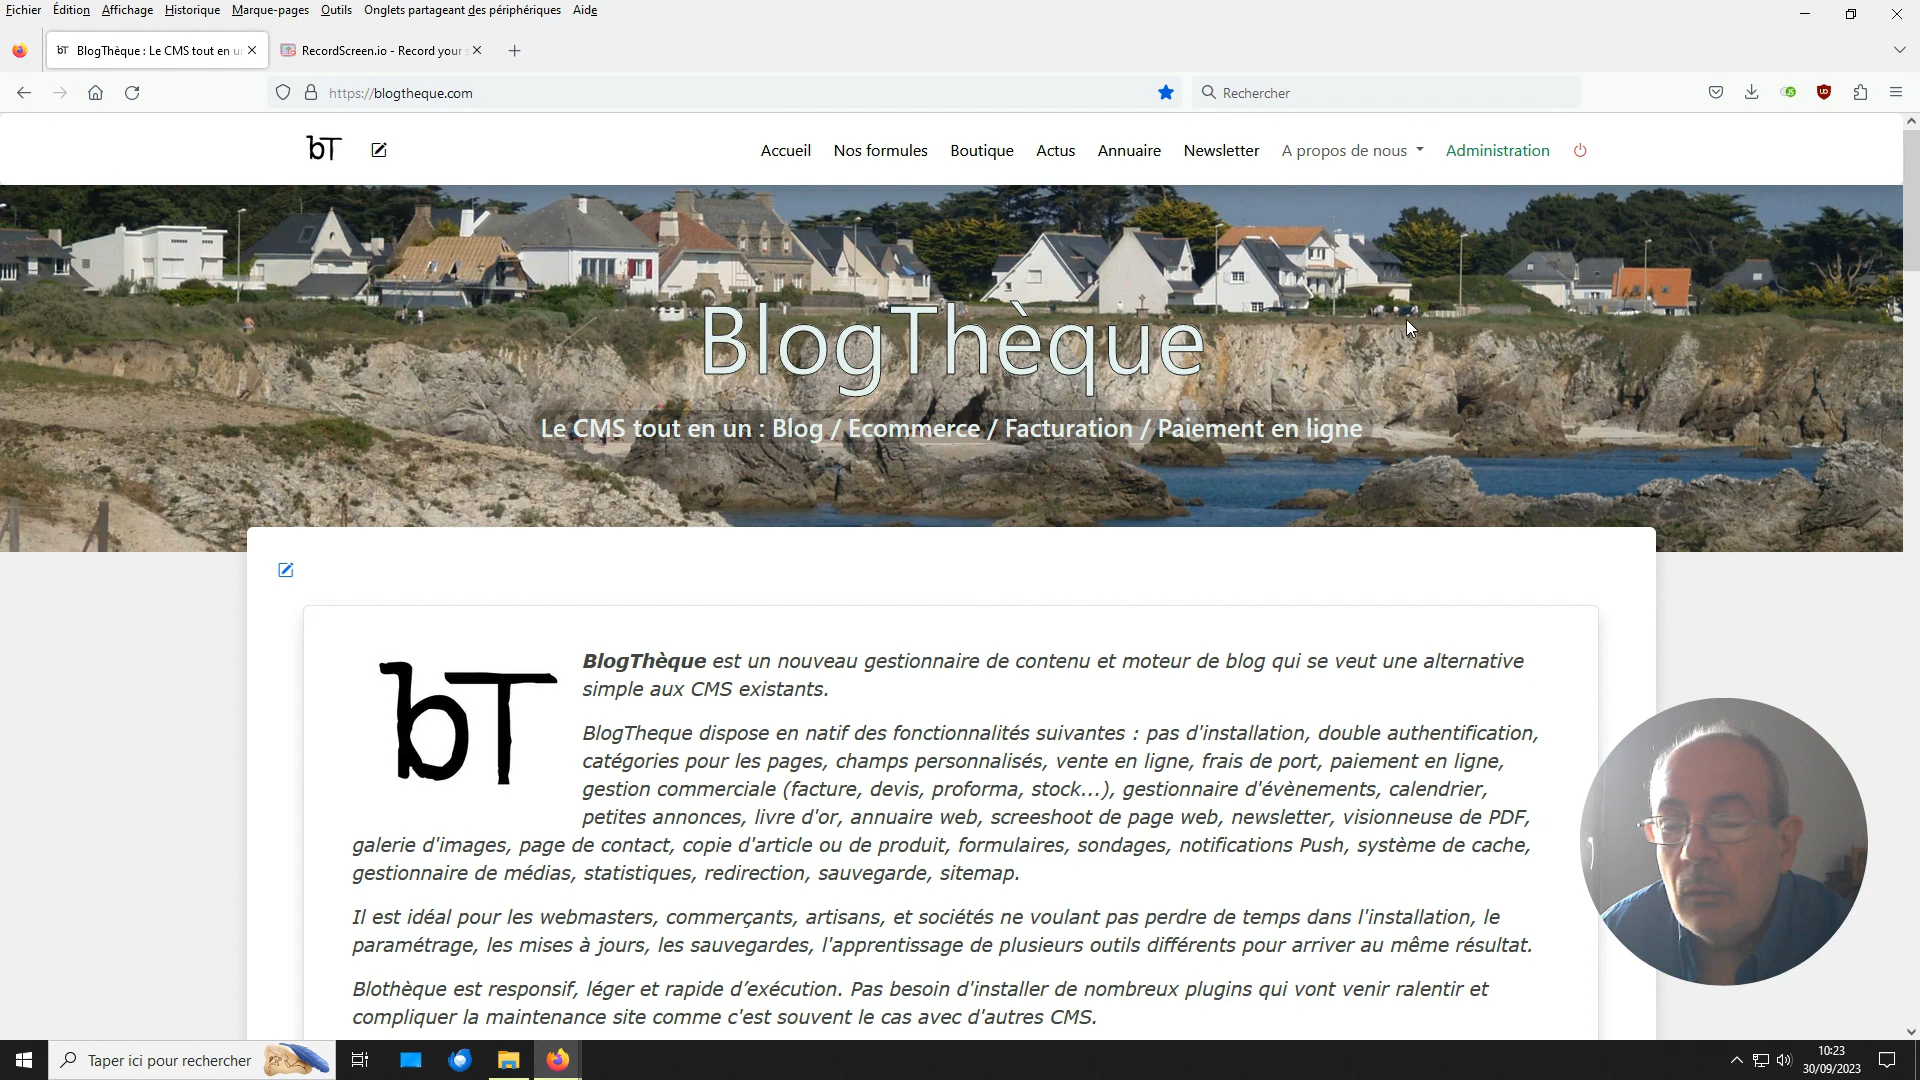 Fichier Édition Affichage Historique Marque-pages Outils Onglets partageant des périphériques Aide
bT BlogThèque : Le CMS tout en u
RecordScreen.io - Record your s
https://blogtheque.com
Rechercher
bT
Accueil Nos formules Boutique Actus Annuaire Newsletter A propos de nous Administration
BlogThèque
Le CMS tout en un : Blog / Ecommerce / Facturation / Paiement en ligne
bT
BlogThèque est un nouveau gestionnaire de contenu et moteur de blog qui se veut une alternative
simple aux CMS existants.
BlogTheque dispose en natif des fonctionnalités suivantes : pas d'installation, double authentification,
catégories pour les pages, champs personnalisés, vente en ligne, frais de port, paiement en ligne,
gestion commerciale (facture, devis, proforma, stock...), gestionnaire d'évènements, calendrier,
petites annonces, livre d'or, annuaire web, screeshoot de page web, newsletter, visionneuse de PDF,
galerie d'images, page de contact, copie d'article ou de produit, formulaires, sondages, notifications Push, système de cache,
gestionnaire de médias, statistiques, redirection, sauvegarde, sitemap.
Il est idéal pour les webmasters, commerçants, artisans, et sociétés ne voulant pas perdre de temps dans l'installation, le
paramétrage, les mises à jours, les sauvegardes, l'apprentissage de plusieurs outils différents pour arriver au même résultat.
Blothèque est responsif, léger et rapide d’exécution. Pas besoin d'installer de nombreux plugins qui vont venir ralentir et
compliquer la maintenance site comme c'est souvent le cas avec d'autres CMS.
Taper ici pour rechercher
10:23
30/09/2023